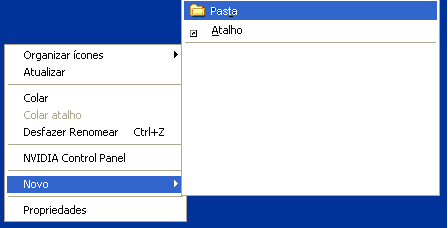 Organizar ícones
Atualizar
Colar
Colar atalho
Desfazer Renomear Ctrl+Z
NVIDIA Control Panel
Novo
Propriedades
Pasta
Atalho